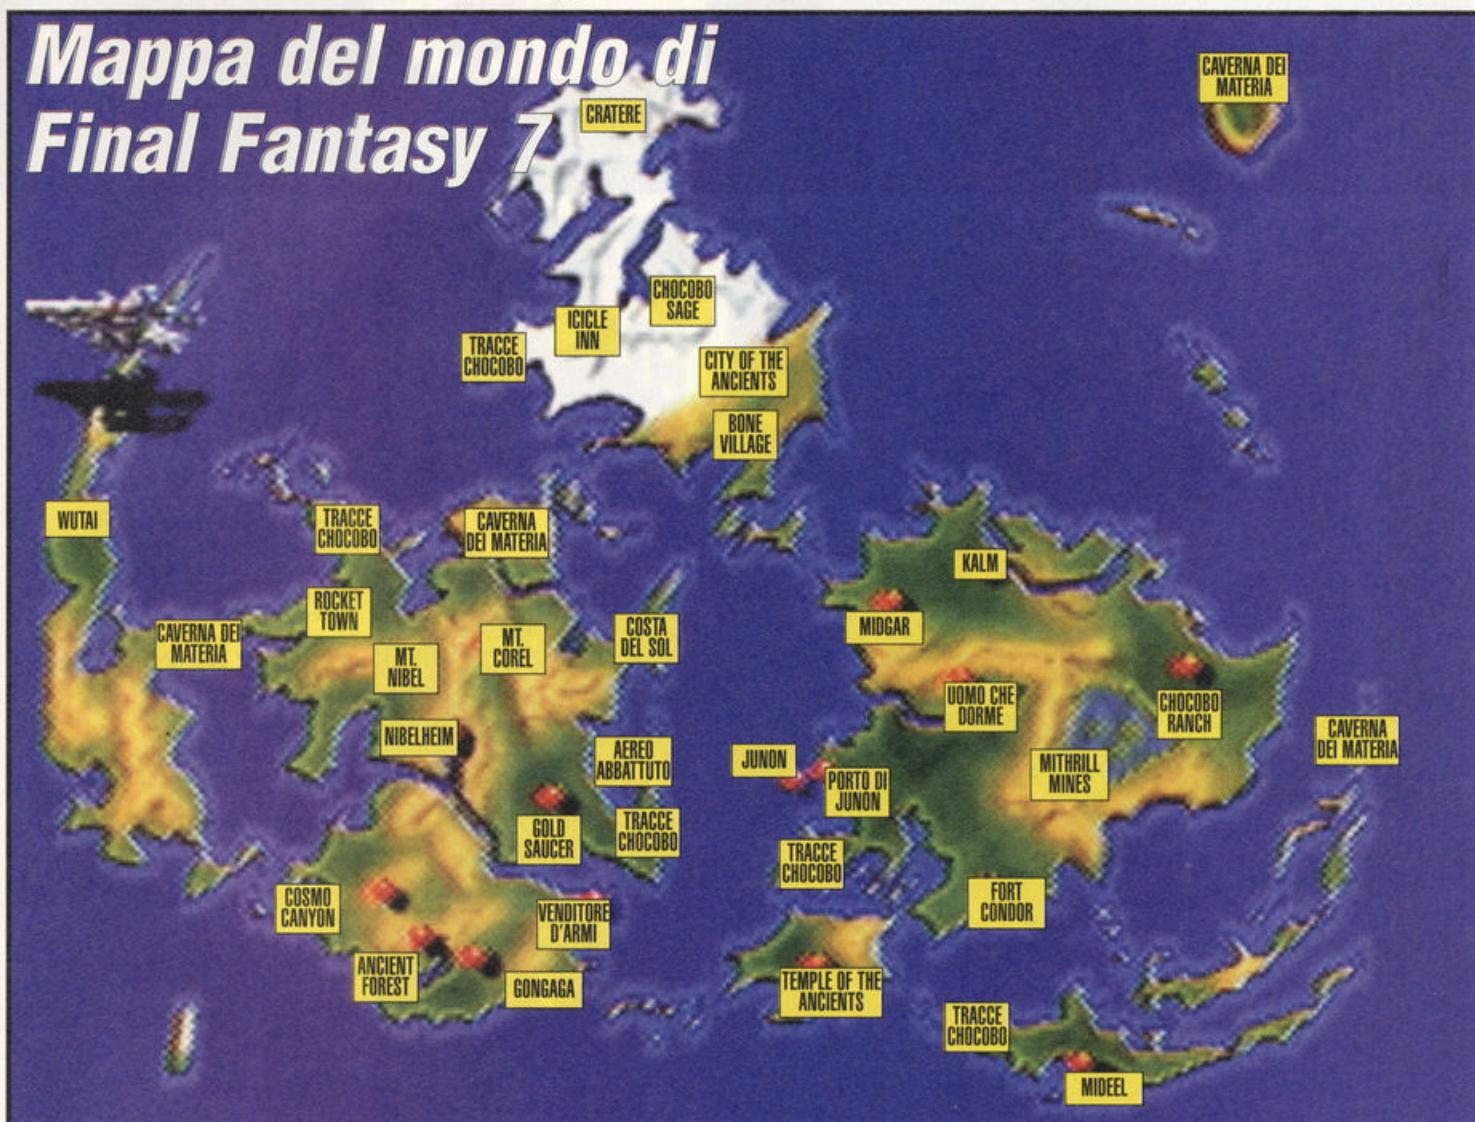 Mappa del mondo di
Final Fantasy 7
CAVERNA DEI
MATERIA
CRATERE
CHOCOBO
SAGE
ICICLE
INN
TRACCE
CHOCOBO
CITY OF THE
ANCIENTS
BONE
VILLAGE
WUTAI
TRACCE
CHOCOBO
CAVERNA
DEI MATERIA
KALM
ROCKET
TOWN
MIDGAR
CAVERNA DEI
MATERIA
MT.
COREL
COSTA
DEL SOL
MT.
NIBEL
UOMO CHE
DORME
CHOCOBO
RANCH
NIBELHEIM
AEREO
ABBATTUTO
JUNON
CAVERNA
DEI MATERIA
MITHRILL
MINES
PORTO DI
JUNON
GOLD
SAUCER
TRACCE
CHOCOBO
TRACCE
CHOCOBO
COSMO
CANYON
VENDITORE
D'ARMI
FORT
CONDOR
ANCIENT
FOREST
GONGAGA
TEMPLE OF THE
ANCIENTS
TRACCE
CHOCOBO
MIDEEL